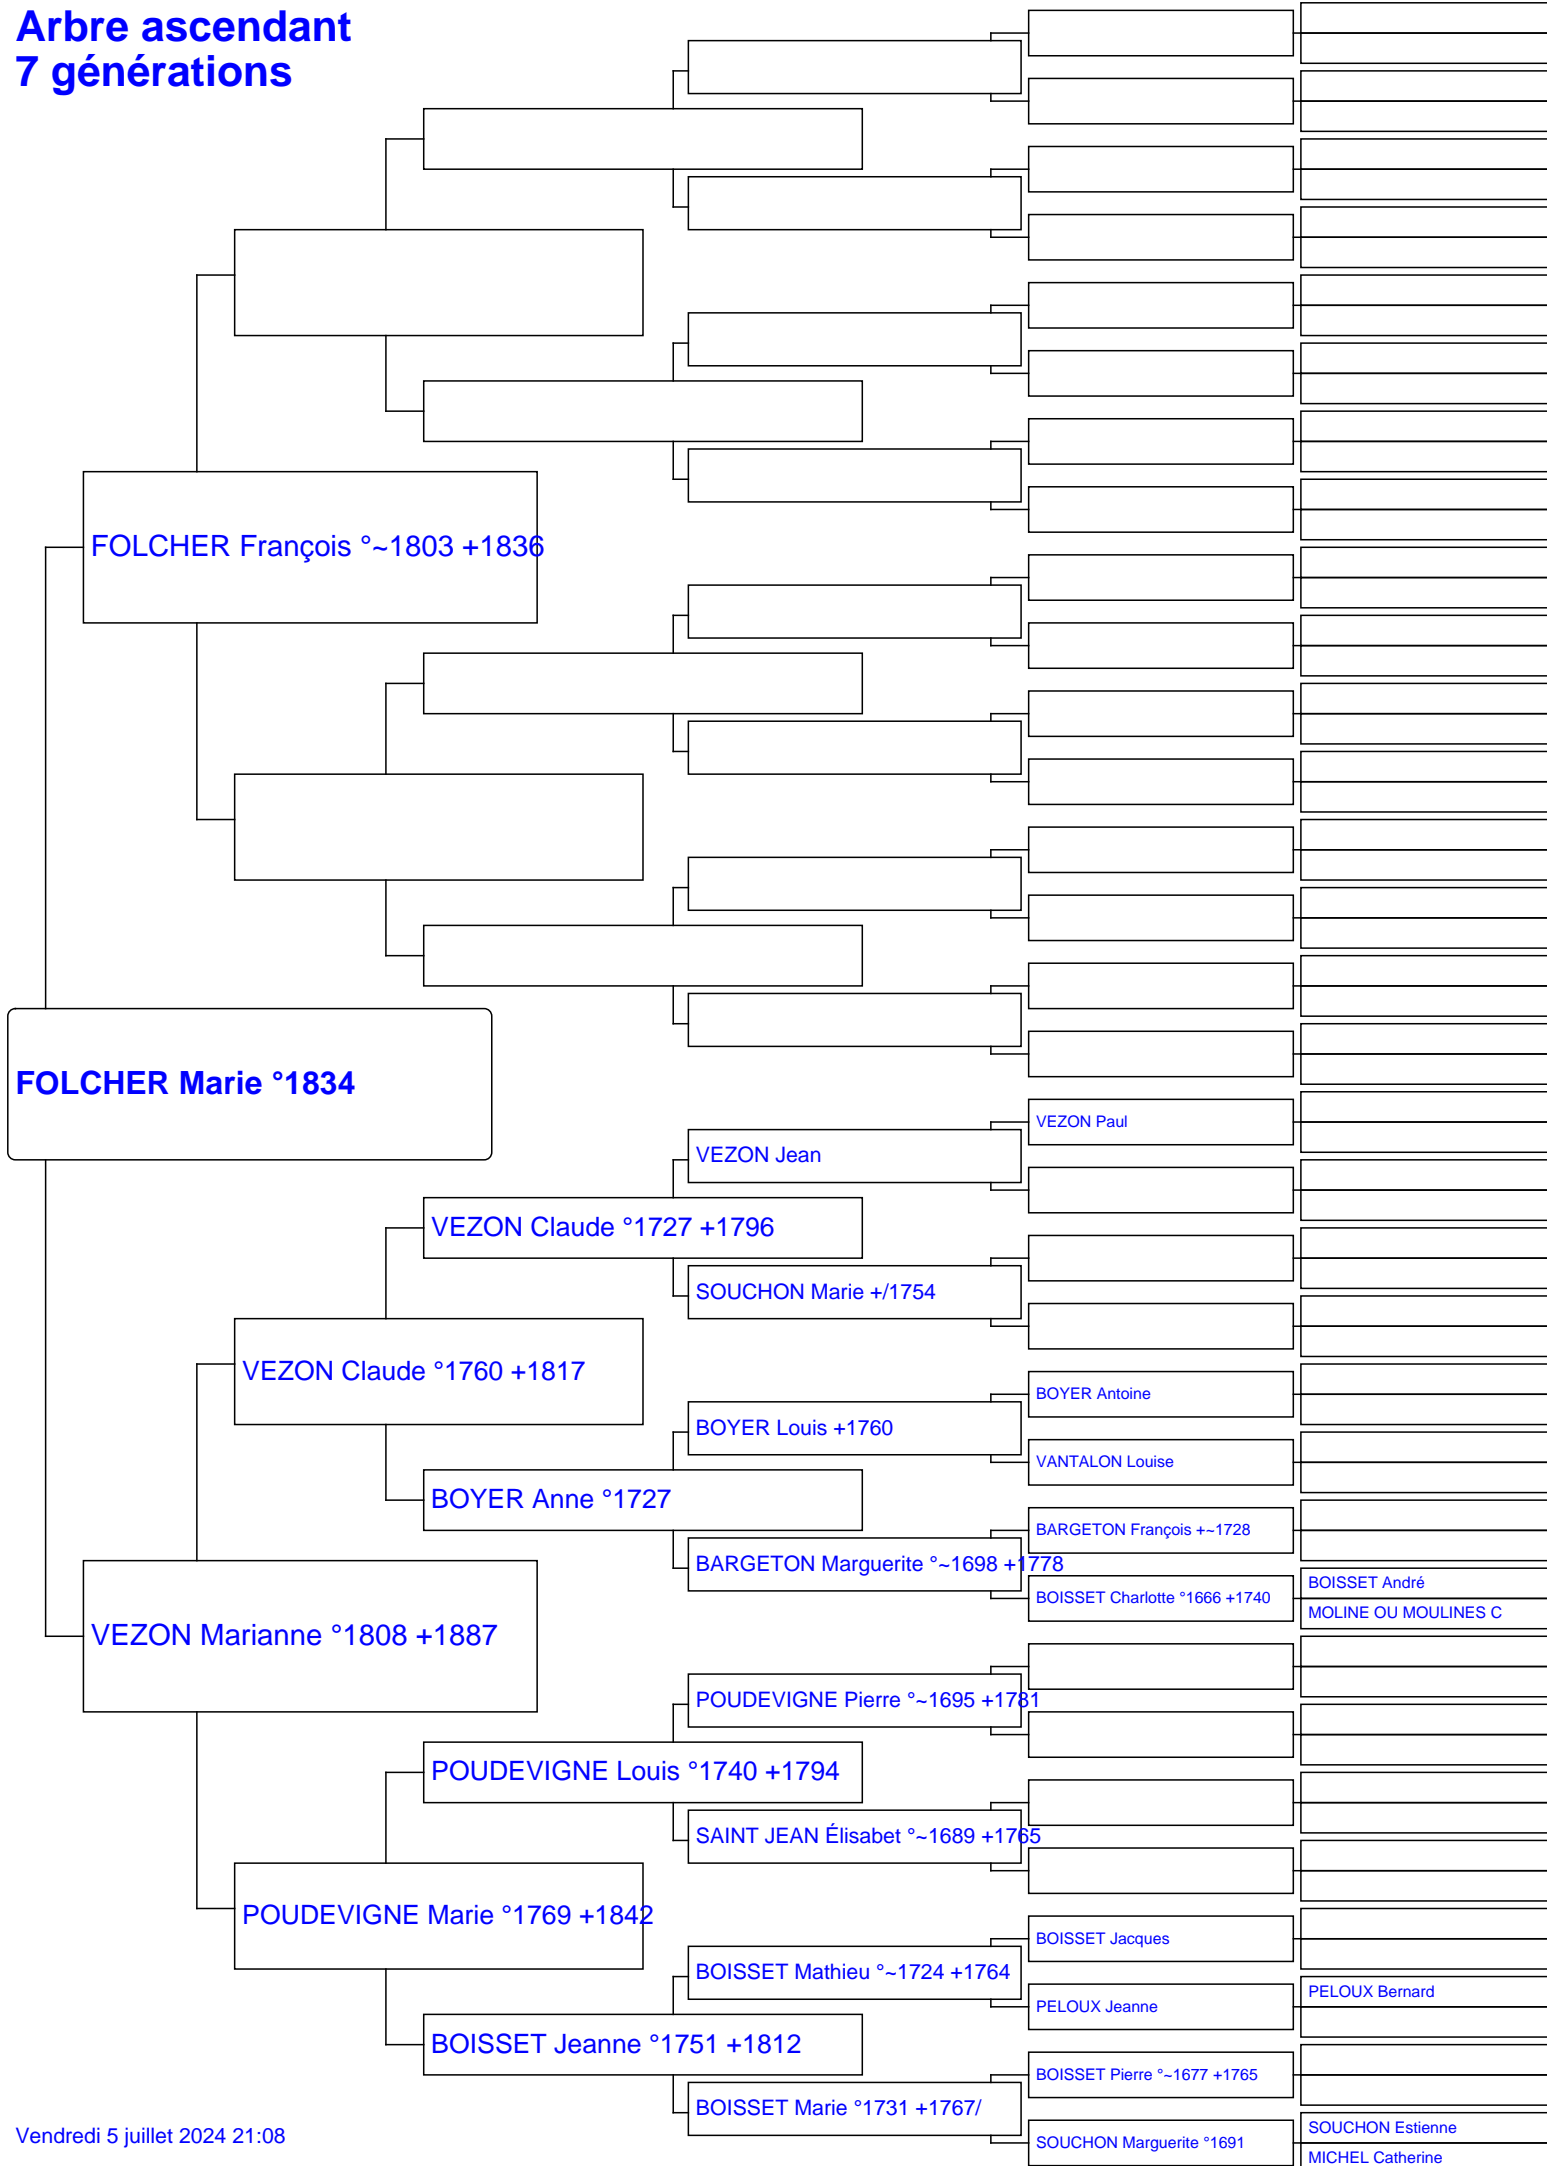 Arbre ascendant
7 générations
FOLCHER François °~1803 +1836
FOLCHER Marie °1834
VEZON Paul
VEZON Jean
VEZON Claude °1727 +1796
SOUCHON Marie +/1754
VEZON Claude °1760 +1817
BOYER Antoine
BOYER Louis +1760
VANTALON Louise
BOYER Anne °1727
BARGETON François +~1728
BARGETON Marguerite °~1698 +1778
BOISSET André
BOISSET Charlotte °1666 +1740
MOLINE OU MOULINES C
VEZON Marianne °1808 +1887
POUDEVIGNE Pierre °~1695 +1781
POUDEVIGNE Louis °1740 +1794
SAINT JEAN Élisabet °~1689 +1765
POUDEVIGNE Marie °1769 +1842
BOISSET Jacques
BOISSET Mathieu °~1724 +1764
PELOUX Bernard
PELOUX Jeanne
BOISSET Jeanne °1751 +1812
BOISSET Pierre °~1677 +1765
BOISSET Marie °1731 +1767/
SOUCHON Estienne
SOUCHON Marguerite °1691
MICHEL Catherine
Vendredi 5 juillet 2024 21:08